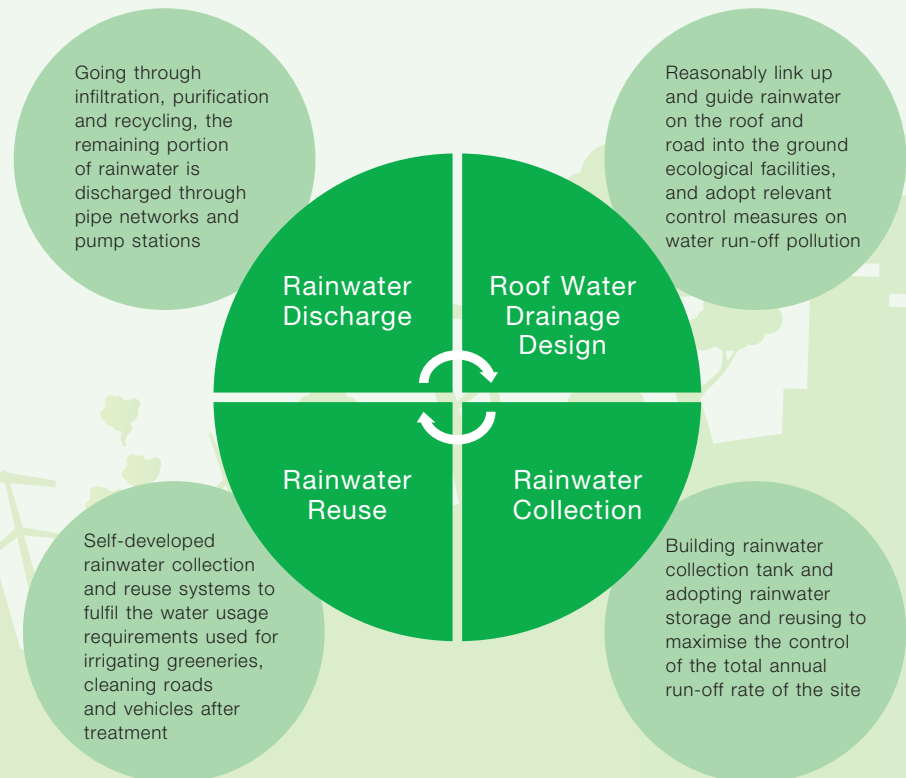 Going through
infiltration, purification
and recycling, the
remaining portion
of rainwater is
discharged through
pipe networks and
pump stations
Reasonably link up
and guide rainwater
on the roof and
road into the ground
ecological facilities,
and adopt relevant
control measures on
water run-off pollution
Rainwater
Discharge
Roof Water
Drainage
Design
Rainwater
Reuse
Rainwater
Collection
Self-developed
rainwater collection
and reuse systems to
fulfil the water usage
requirements used for
irrigating greeneries,
cleaning roads
and vehicles after
treatment
Building rainwater
collection tank and
adopting rainwater
storage and reusing to
maximise the control
of the total annual
run-off rate of the site